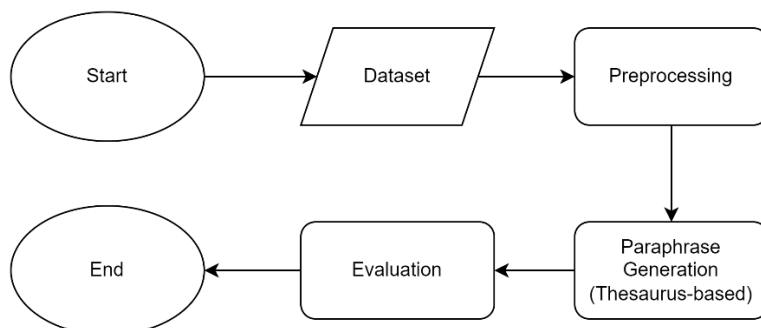 Start
Dataset
Preprocessing
Paraphrase
Generation
(Thesaurus-based)
Evaluation
End